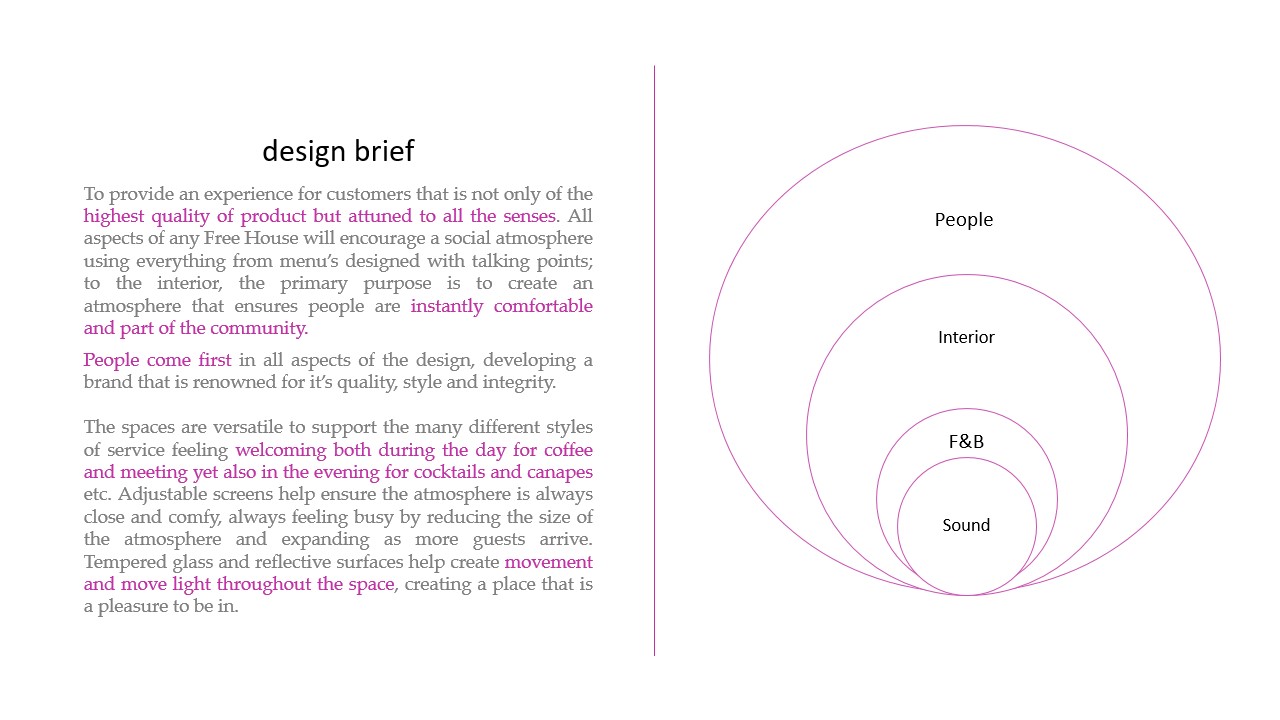 design brief
To provide an experience for customers that is not only of the
highest quality of product but attuned to all the senses. All
aspects of any Free House will encourage a social atmosphere
using everything from menu's designed with talking points;
to the interior, the primary purpose is to create an
atmosphere that ensures people are instantly comfortable
and part of the community.
People come first in all aspects of the design, developing a
brand that is renowned for it's quality, style and integrity.
The spaces are versatile to support the many different styles
of service feeling welcoming both during the day for coffee
and meeting yet also in the evening for cocktails and canapes
etc. Adjustable screens help ensure the atmosphere is always
close and comfy, always feeling busy by reducing the size of
the atmosphere and expanding as more guests arrive.
Tempered glass and reflective surfaces help create movement
and move light throughout the space, creating a place that is
a pleasure to be in.
People
Interior
F&B
Sound